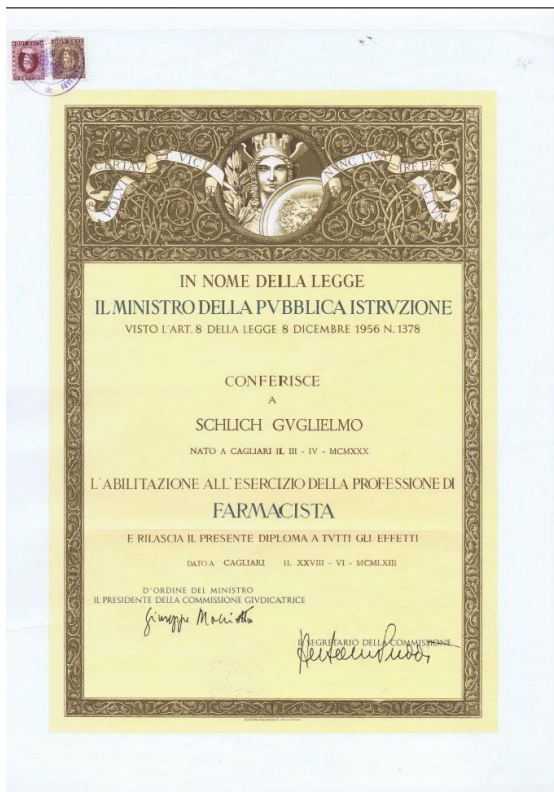 IN NOME DELLA LEGGE
IL MINISTRO DELLA PVBBLICA ISTRVZIONE
VISTO L'ART. 8 DELLA LEGGE 8 DICEMBRE 1956 N. 1378
CONFERISCE
A
SCHLICH GVGLIELMO
NATO A CAGLIARI IL III - IV - MCMXXX
L'ABILITAZIONE ALL'ESERCIZIO DELLA PROFESSIONE DI
FARMACISTA
E RILASCIA IL PRESENTE DIPLOMA A TVTTI GLI EFFETTI
DATO A CAGLIARI IL XXVIII - VI - MCMLXIII
D'ORDINE DEL MINISTRO
IL PRESIDENTE DELLA COMMISSIONE GIVDICATRICE
Giuseppe
IL SEGRETARIO DELLA COMMISSIONE